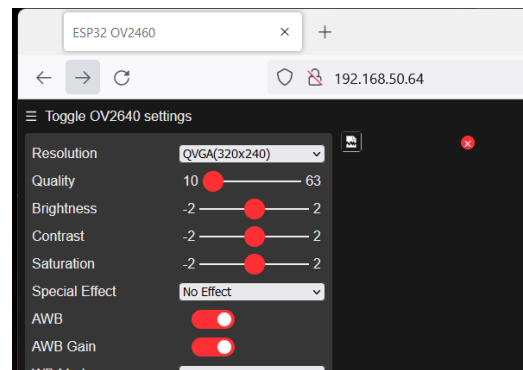 ESP32 OV2460
192.168.50.64
☰ Toggle OV2640 settings
Resolution QVGA(320x240)
Quality 10 63
Brightness -2 2
Contrast -2 2
Saturation -2 2
Special Effect No Effect
AWB
AWB Gain